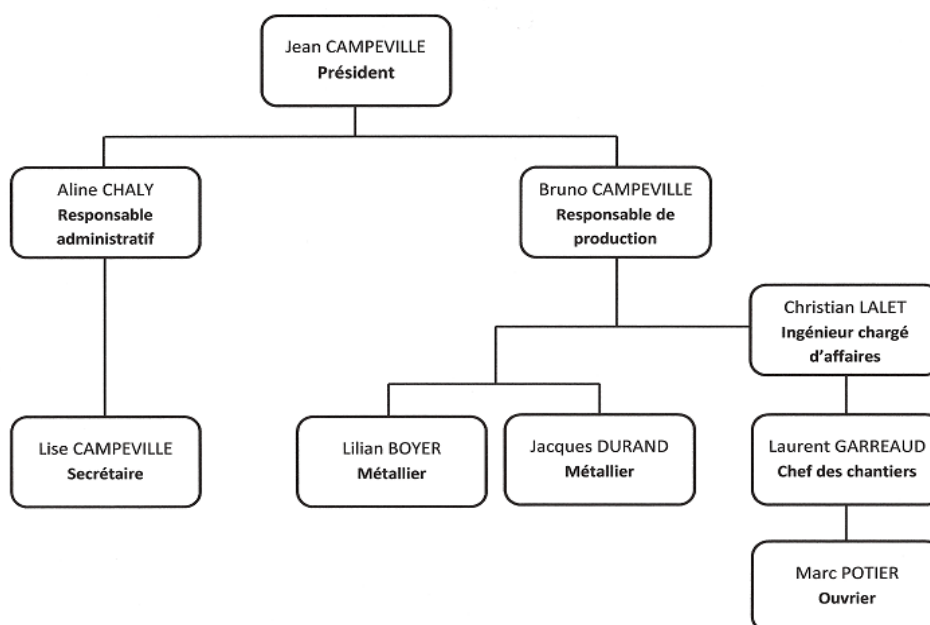 Jean CAMPEVILLE
Président
Aline CHALY
Responsable
administratif
Bruno CAMPEVILLE
Responsable de
production
Christian LALET
Ingénieur chargé
d'affaires
Lise CAMPEVILLE
Secrétaire
Lilian BOYER
Métallier
Jacques DURAND
Métallier
Laurent GARREAUD
Chef des chantiers
Marc POTIER
Ouvrier